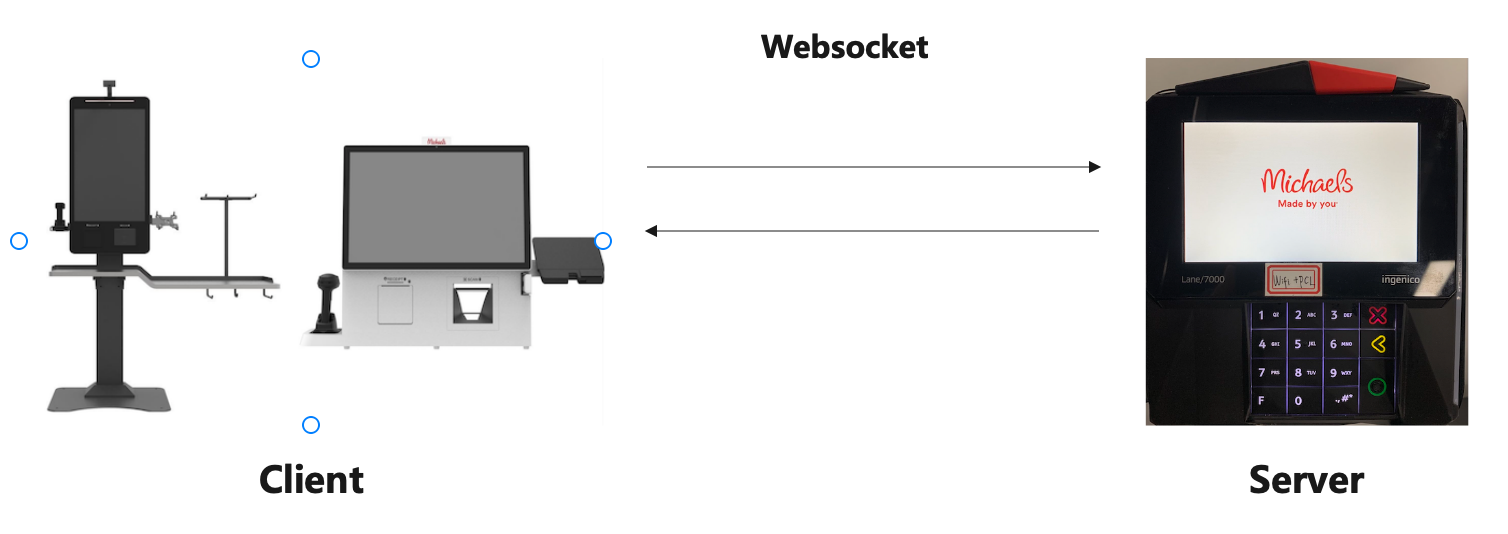 Websocket
Michaels
Michaels
Made by you
Lane/7000
WiFi + PCL
ingenico
1 QZ 2 ABC 3 DEF
4 GHI 5 JKL 6 MNO
7 PRS 8 TUV 9 WXY
F 0 .,#*
Client
Server